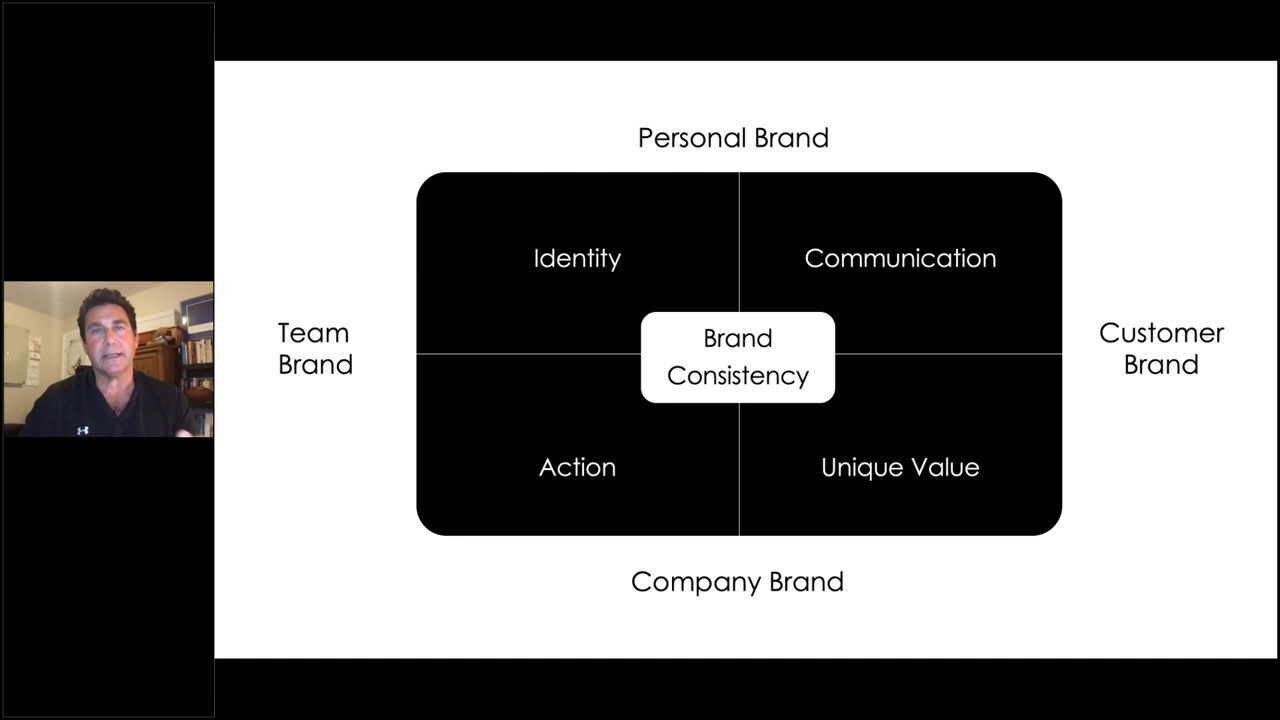 Personal Brand
Identity
Communication
Team
Brand
Brand
Consistency
Customer
Brand
Action
Unique Value
Company Brand